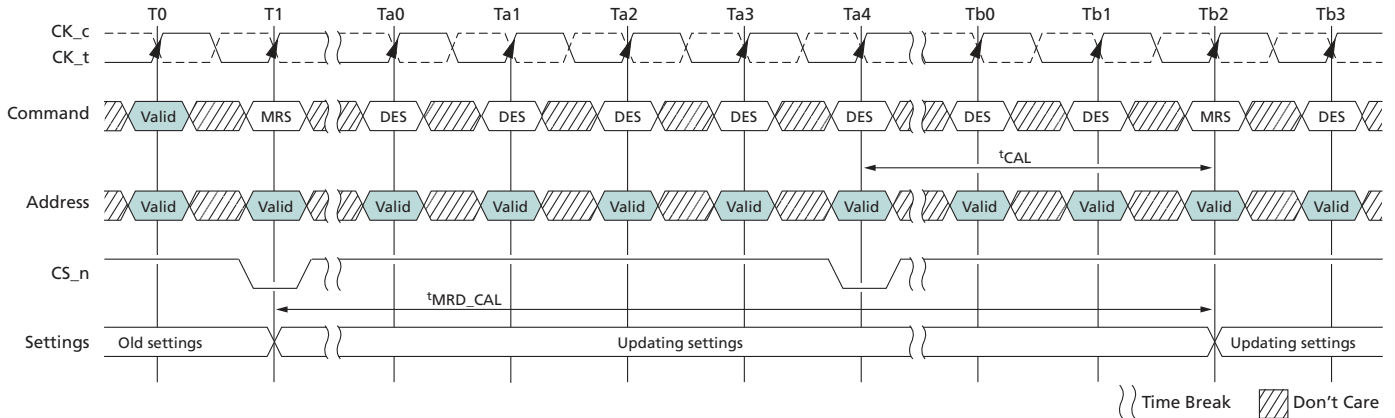 T0 T1 Ta0 Ta1 Ta2 Ta3 Ta4 Tb0 Tb1 Tb2 Tb3
CK_c
CK_t
Command Valid MRS DES DES DES DES DES DES DES MRS DES
tCAL
Address Valid Valid Valid Valid Valid Valid Valid Valid Valid Valid Valid
CS_n
tMRD_CAL
Settings Old settings Updating settings Updating settings
Time Break Don't Care